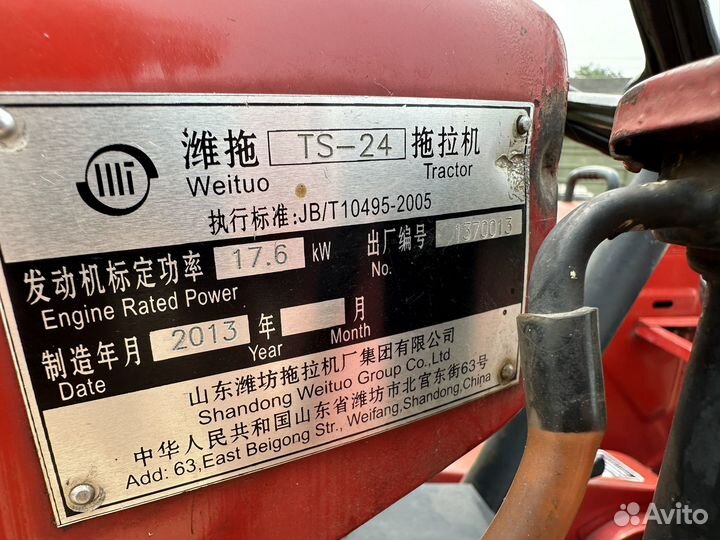 潍拖 TS-24 拖拉机
Weituo Tractor
执行标准:JB/T10495-2005
发动机标定功率 17.6 kW 出厂编号 1370013
Engine Rated Power No.
制造年月 2013 年 月
Date Year Month
山东潍坊拖拉机厂集团有限公司
Shandong Weituo Group Co.,Ltd
中华人民共和国山东省潍坊市北宫东街63号
Add: 63,East Beigong Str., Weifang,Shandong,China
Avito